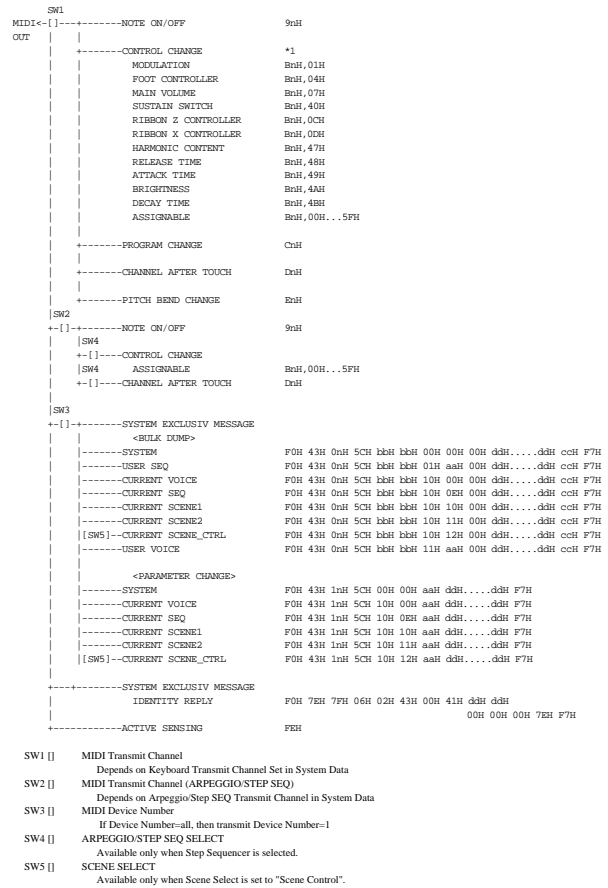 SW1
MIDI<-[]---+-------NOTE ON/OFF 9nH
OUT | |
| +-------CONTROL CHANGE *1
| | MODULATION BnH,01H
| | FOOT CONTROLLER BnH,04H
| | MAIN VOLUME BnH,07H
| | SUSTAIN SWITCH BnH,40H
| | RIBBON Z CONTROLLER BnH,0CH
| | RIBBON X CONTROLLER BnH,0DH
| | HARMONIC CONTENT BnH,47H
| | RELEASE TIME BnH,48H
| | ATTACK TIME BnH,49H
| | BRIGHTNESS BnH,4AH
| | DECAY TIME BnH,4BH
| | ASSIGNABLE BnH,00H...5FH
| |
| +-------PROGRAM CHANGE CnH
| |
| +-------CHANNEL AFTER TOUCH DnH
| |
| +-------PITCH BEND CHANGE EnH
|SW2
+-[]-+-------NOTE ON/OFF 9nH
| |SW4
| +-[]----CONTROL CHANGE
| |SW4 ASSIGNABLE BnH,00H...5FH
| +-[]----CHANNEL AFTER TOUCH DnH
|
|SW3
+-[]-+-------SYSTEM EXCLUSIV MESSAGE
| | <BULK DUMP>
| |-------SYSTEM F0H 43H 0nH 5CH bbH bbH 00H 00H 00H ddH.....ddH ccH F7H
| |-------USER SEQ F0H 43H 0nH 5CH bbH bbH 01H aaH 00H ddH.....ddH ccH F7H
| |-------CURRENT VOICE F0H 43H 0nH 5CH bbH bbH 10H 00H 00H ddH.....ddH ccH F7H
| |-------CURRENT SEQ F0H 43H 0nH 5CH bbH bbH 10H 0EH 00H ddH.....ddH ccH F7H
| |-------CURRENT SCENE1 F0H 43H 0nH 5CH bbH bbH 10H 10H 00H ddH.....ddH ccH F7H
| |-------CURRENT SCENE2 F0H 43H 0nH 5CH bbH bbH 10H 11H 00H ddH.....ddH ccH F7H
| |[SW5]--CURRENT SCENE_CTRL F0H 43H 0nH 5CH bbH bbH 10H 12H 00H ddH.....ddH ccH F7H
| |-------USER VOICE F0H 43H 0nH 5CH bbH bbH 11H aaH 00H ddH.....ddH ccH F7H
| |
| | <PARAMETER CHANGE>
| |-------SYSTEM F0H 43H 1nH 5CH 00H 00H aaH ddH.....ddH F7H
| |-------CURRENT VOICE F0H 43H 1nH 5CH 10H 00H aaH ddH.....ddH F7H
| |-------CURRENT SEQ F0H 43H 1nH 5CH 10H 0EH aaH ddH.....ddH F7H
| |-------CURRENT SCENE1 F0H 43H 1nH 5CH 10H 10H aaH ddH.....ddH F7H
| |-------CURRENT SCENE2 F0H 43H 1nH 5CH 10H 11H aaH ddH.....ddH F7H
| |[SW5]--CURRENT SCENE_CTRL F0H 43H 1nH 5CH 10H 12H aaH ddH.....ddH F7H
|
+---+--------SYSTEM EXCLUSIV MESSAGE
| IDENTITY REPLY F0H 7EH 7FH 06H 02H 43H 00H 41H ddH ddH
| 00H 00H 00H 7EH F7H
+------------ACTIVE SENSING FEH
SW1 [] MIDI Transmit Channel
Depends on Keyboard Transmit Channel Set in System Data
SW2 [] MIDI Transmit Channel (ARPEGGIO/STEP SEQ)
Depends on Arpeggio/Step SEQ Transmit Channel in System Data
SW3 [] MIDI Device Number
If Device Number=all, then transmit Device Number=1
SW4 [] ARPEGGIO/STEP SEQ SELECT
Available only when Step Sequencer is selected.
SW5 [] SCENE SELECT
Available only when Scene Select is set to "Scene Control".